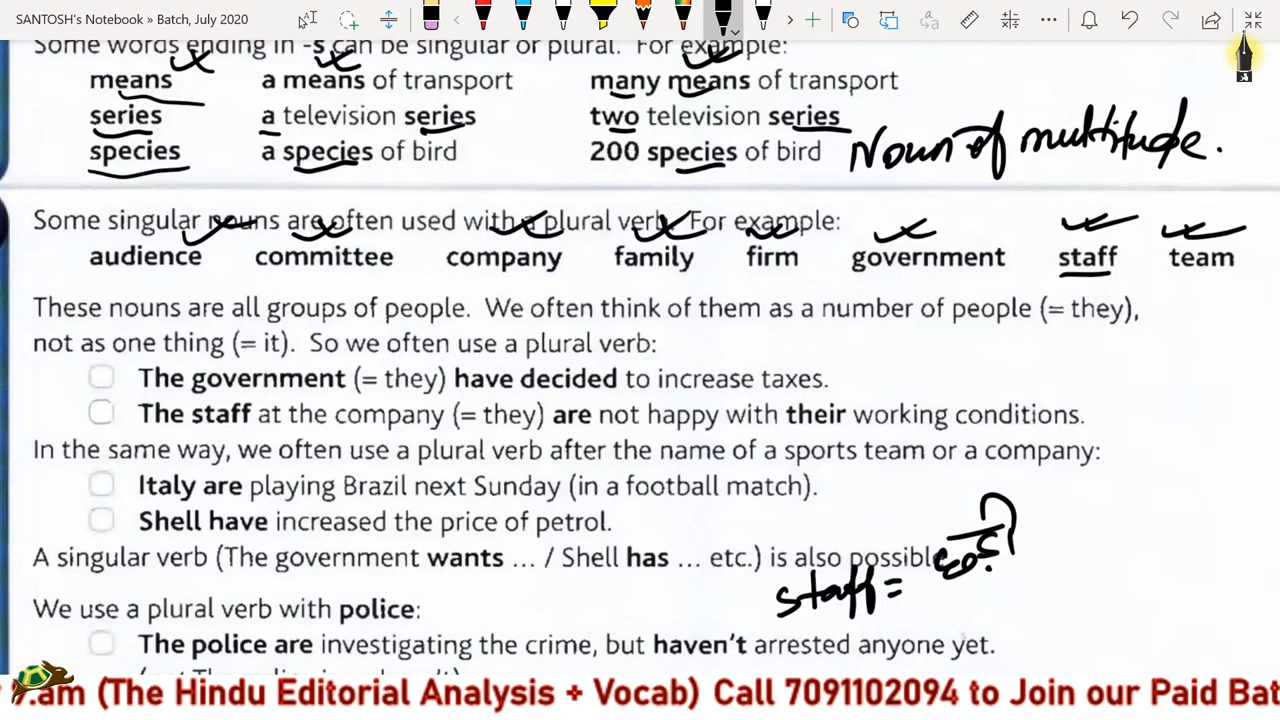 SANTOSH's Notebook » Batch, July 2020
Some words ending in -s can be singular or plural. For example:
means a means of transport many means of transport
series a television series two television series
species a species of bird 200 species of bird
Noun of multitude.
Some singular nouns are often used with a plural verb. For example:
audience committee company family firm government staff team
These nouns are all groups of people. We often think of them as a number of people (= they),
not as one thing (= it). So we often use a plural verb:
The government (= they) have decided to increase taxes.
The staff at the company (= they) are not happy with their working conditions.
In the same way, we often use a plural verb after the name of a sports team or a company:
Italy are playing Brazil next Sunday (in a football match).
Shell have increased the price of petrol.
A singular verb (The government wants … / Shell has … etc.) is also possible
staff =
We use a plural verb with police:
The police are investigating the crime, but haven't arrested anyone yet.
am (The Hindu Editorial Analysis + Vocab) Call 7091102094 to Join our Paid Bat